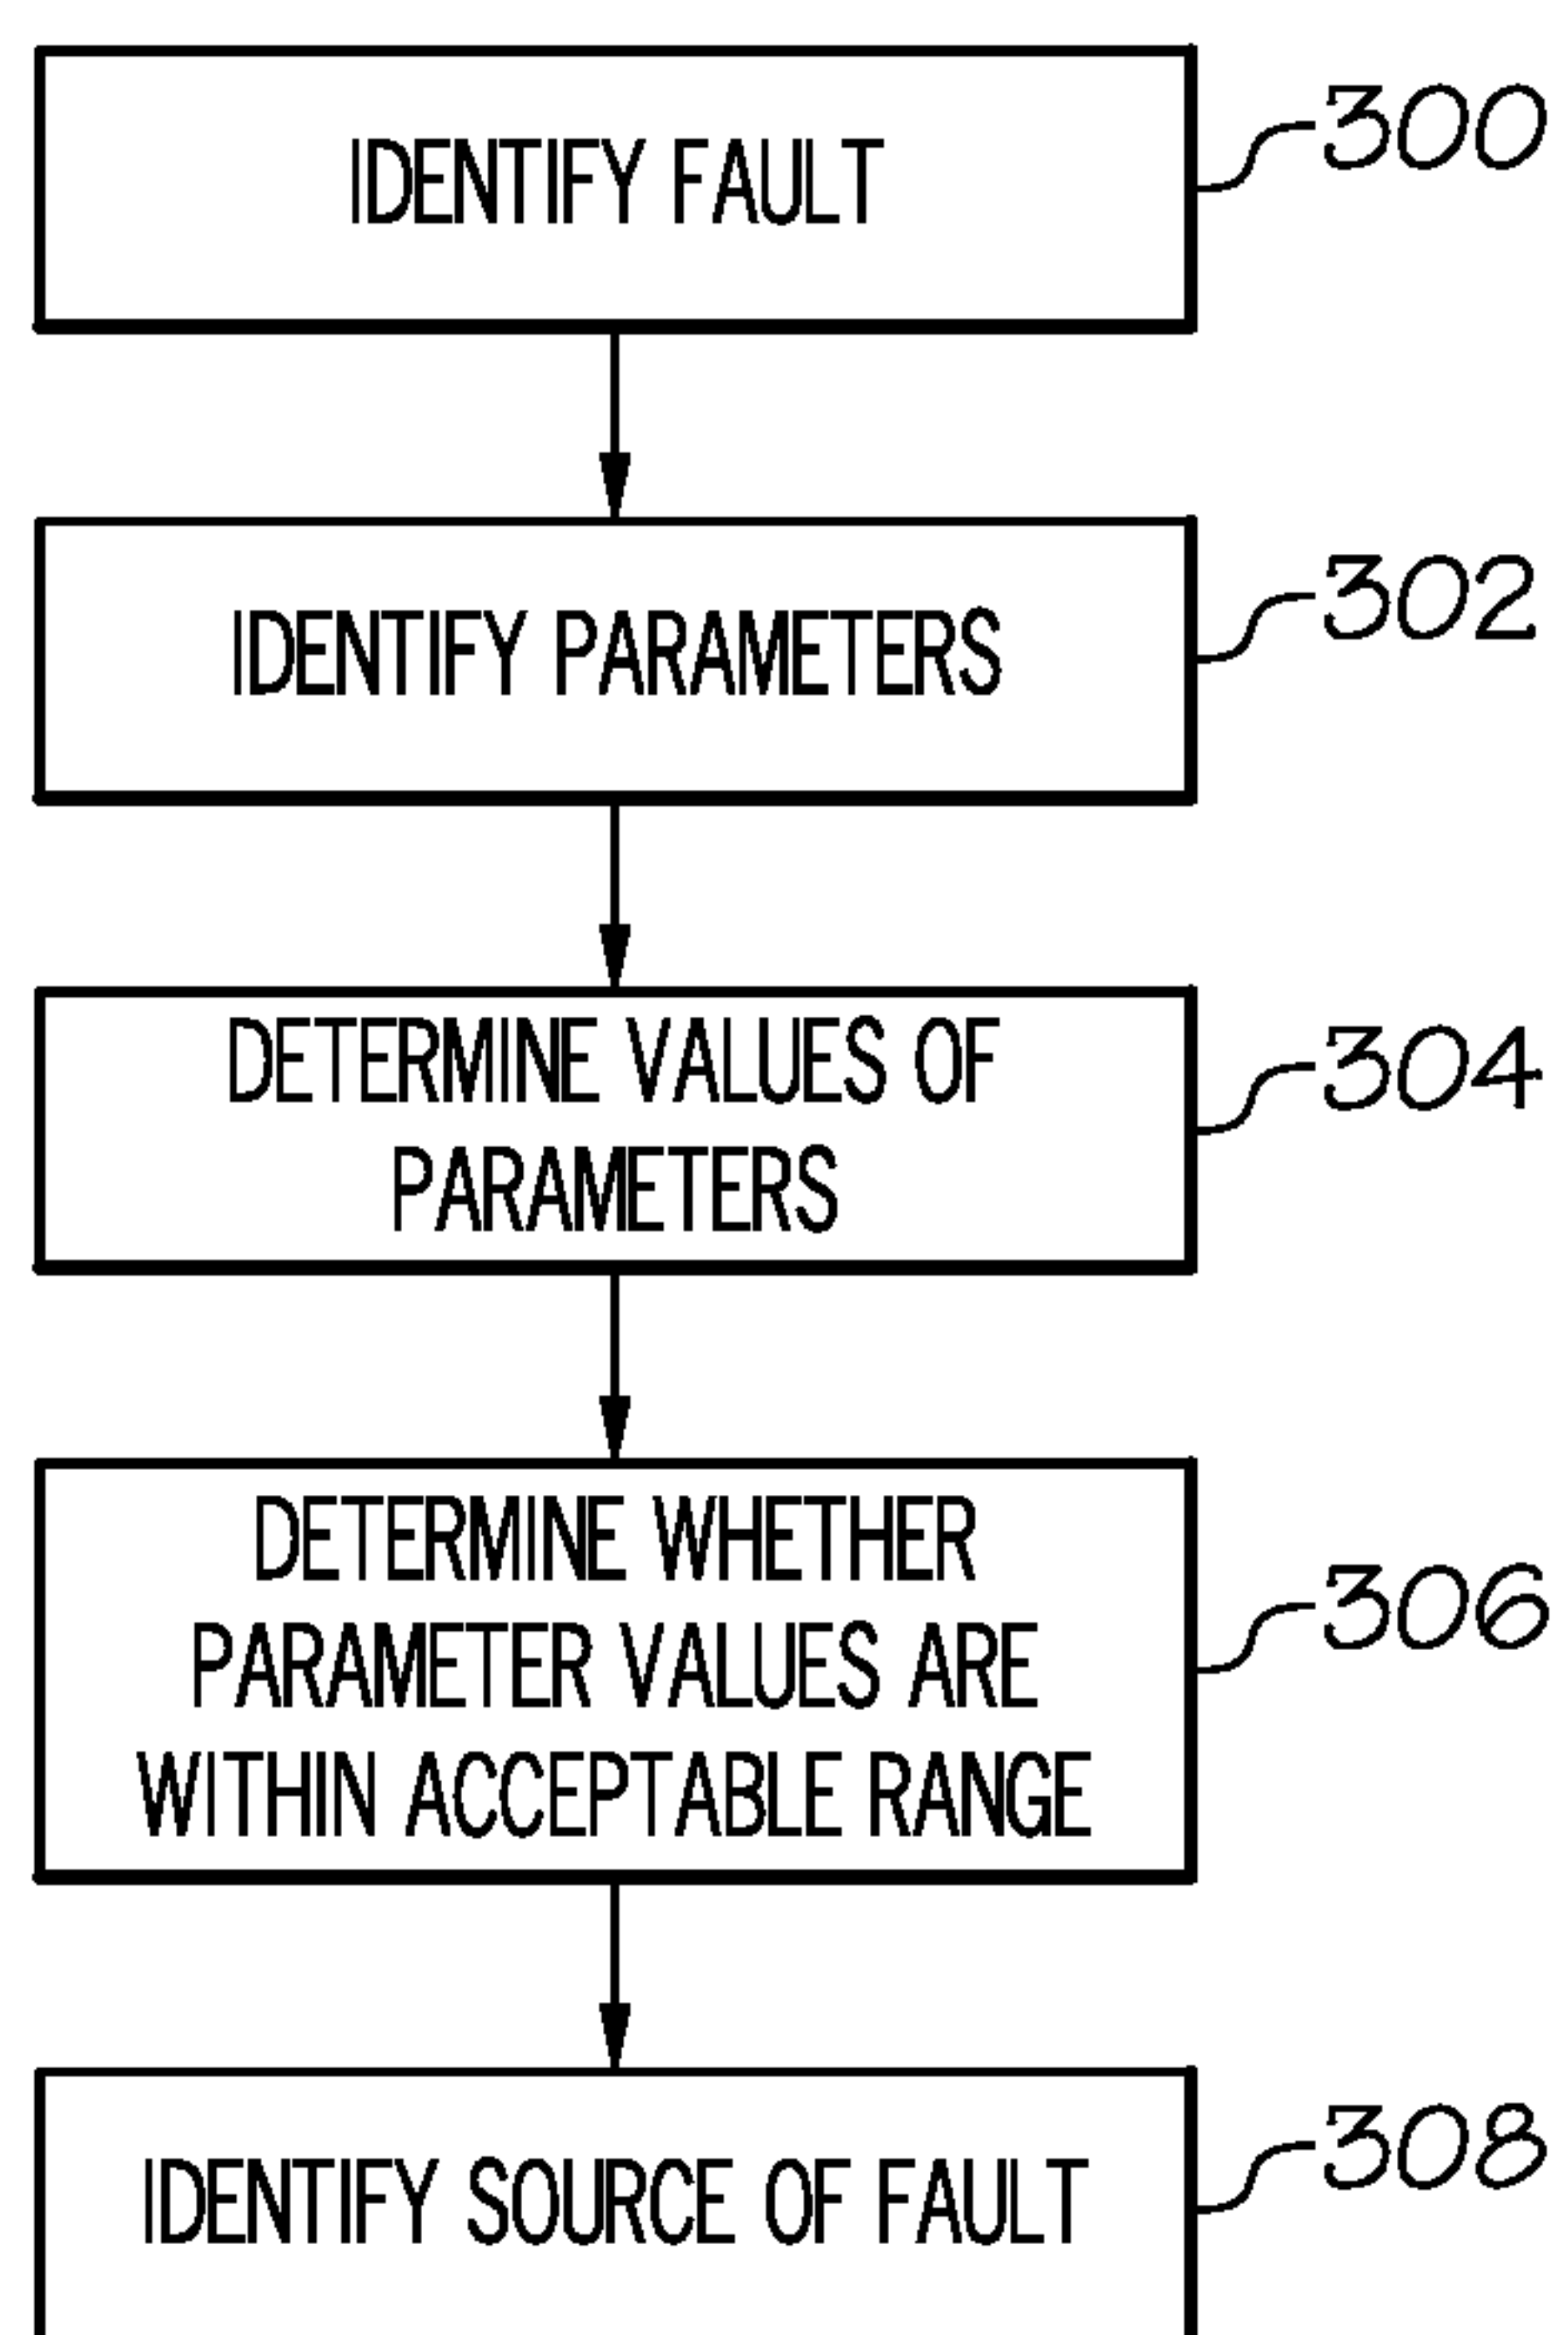 IDENTIFY FAULT
300
IDENTIFY PARAMETERS
302
DETERMINE VALUES OF
PARAMETERS
304
DETERMINE WHETHER
PARAMETER VALUES ARE
WITHIN ACCEPTABLE RANGE
306
IDENTIFY SOURCE OF FAULT
308